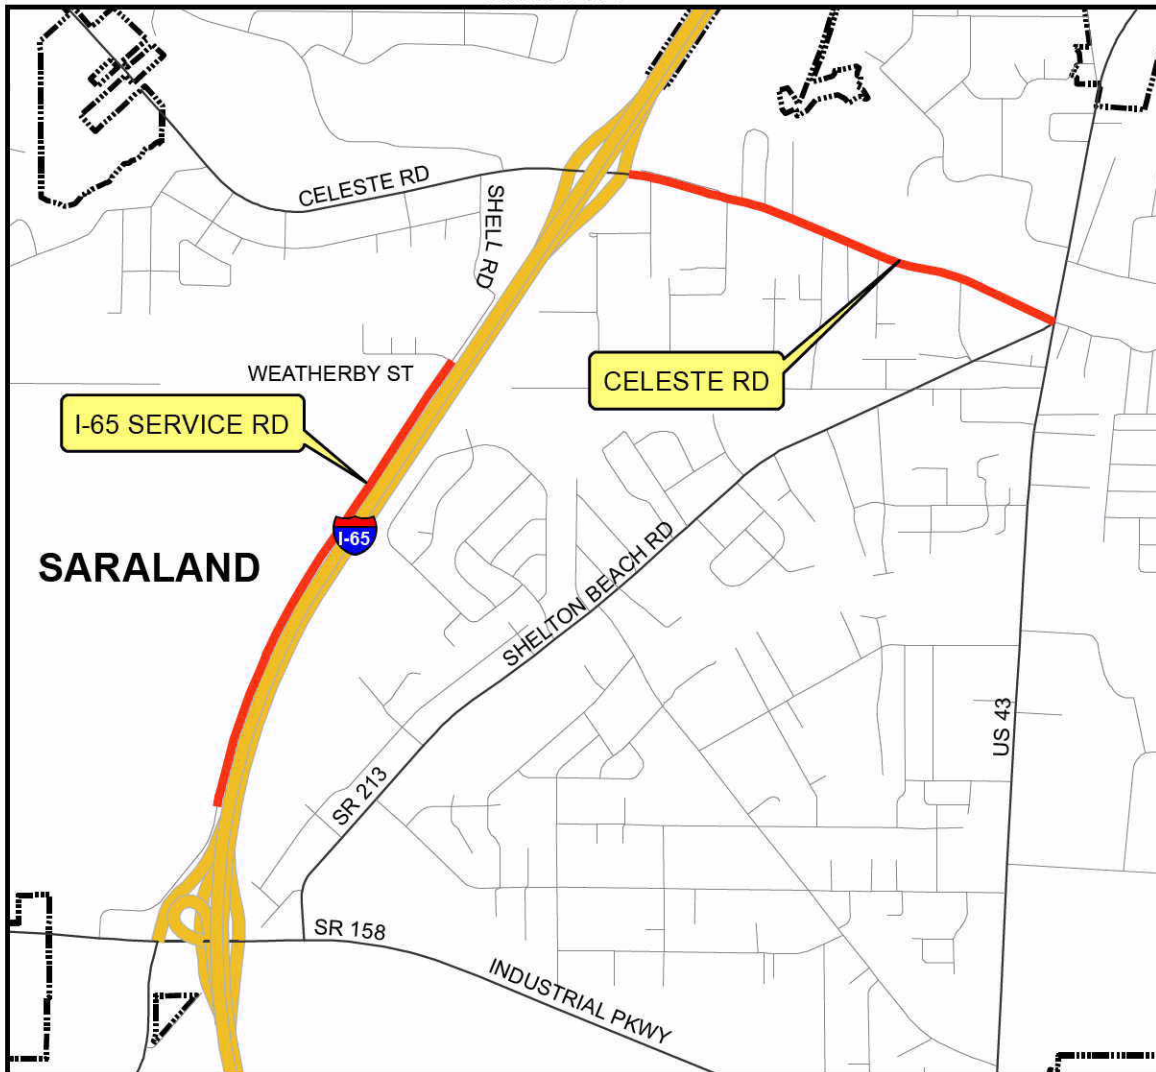 CELESTE RD
SHELL RD
WEATHERBY ST
CELESTE RD
I-65 SERVICE RD
I-65
SARALAND
SHELTON BEACH RD
US 43
SR 213
SR 158
INDUSTRIAL PKWY